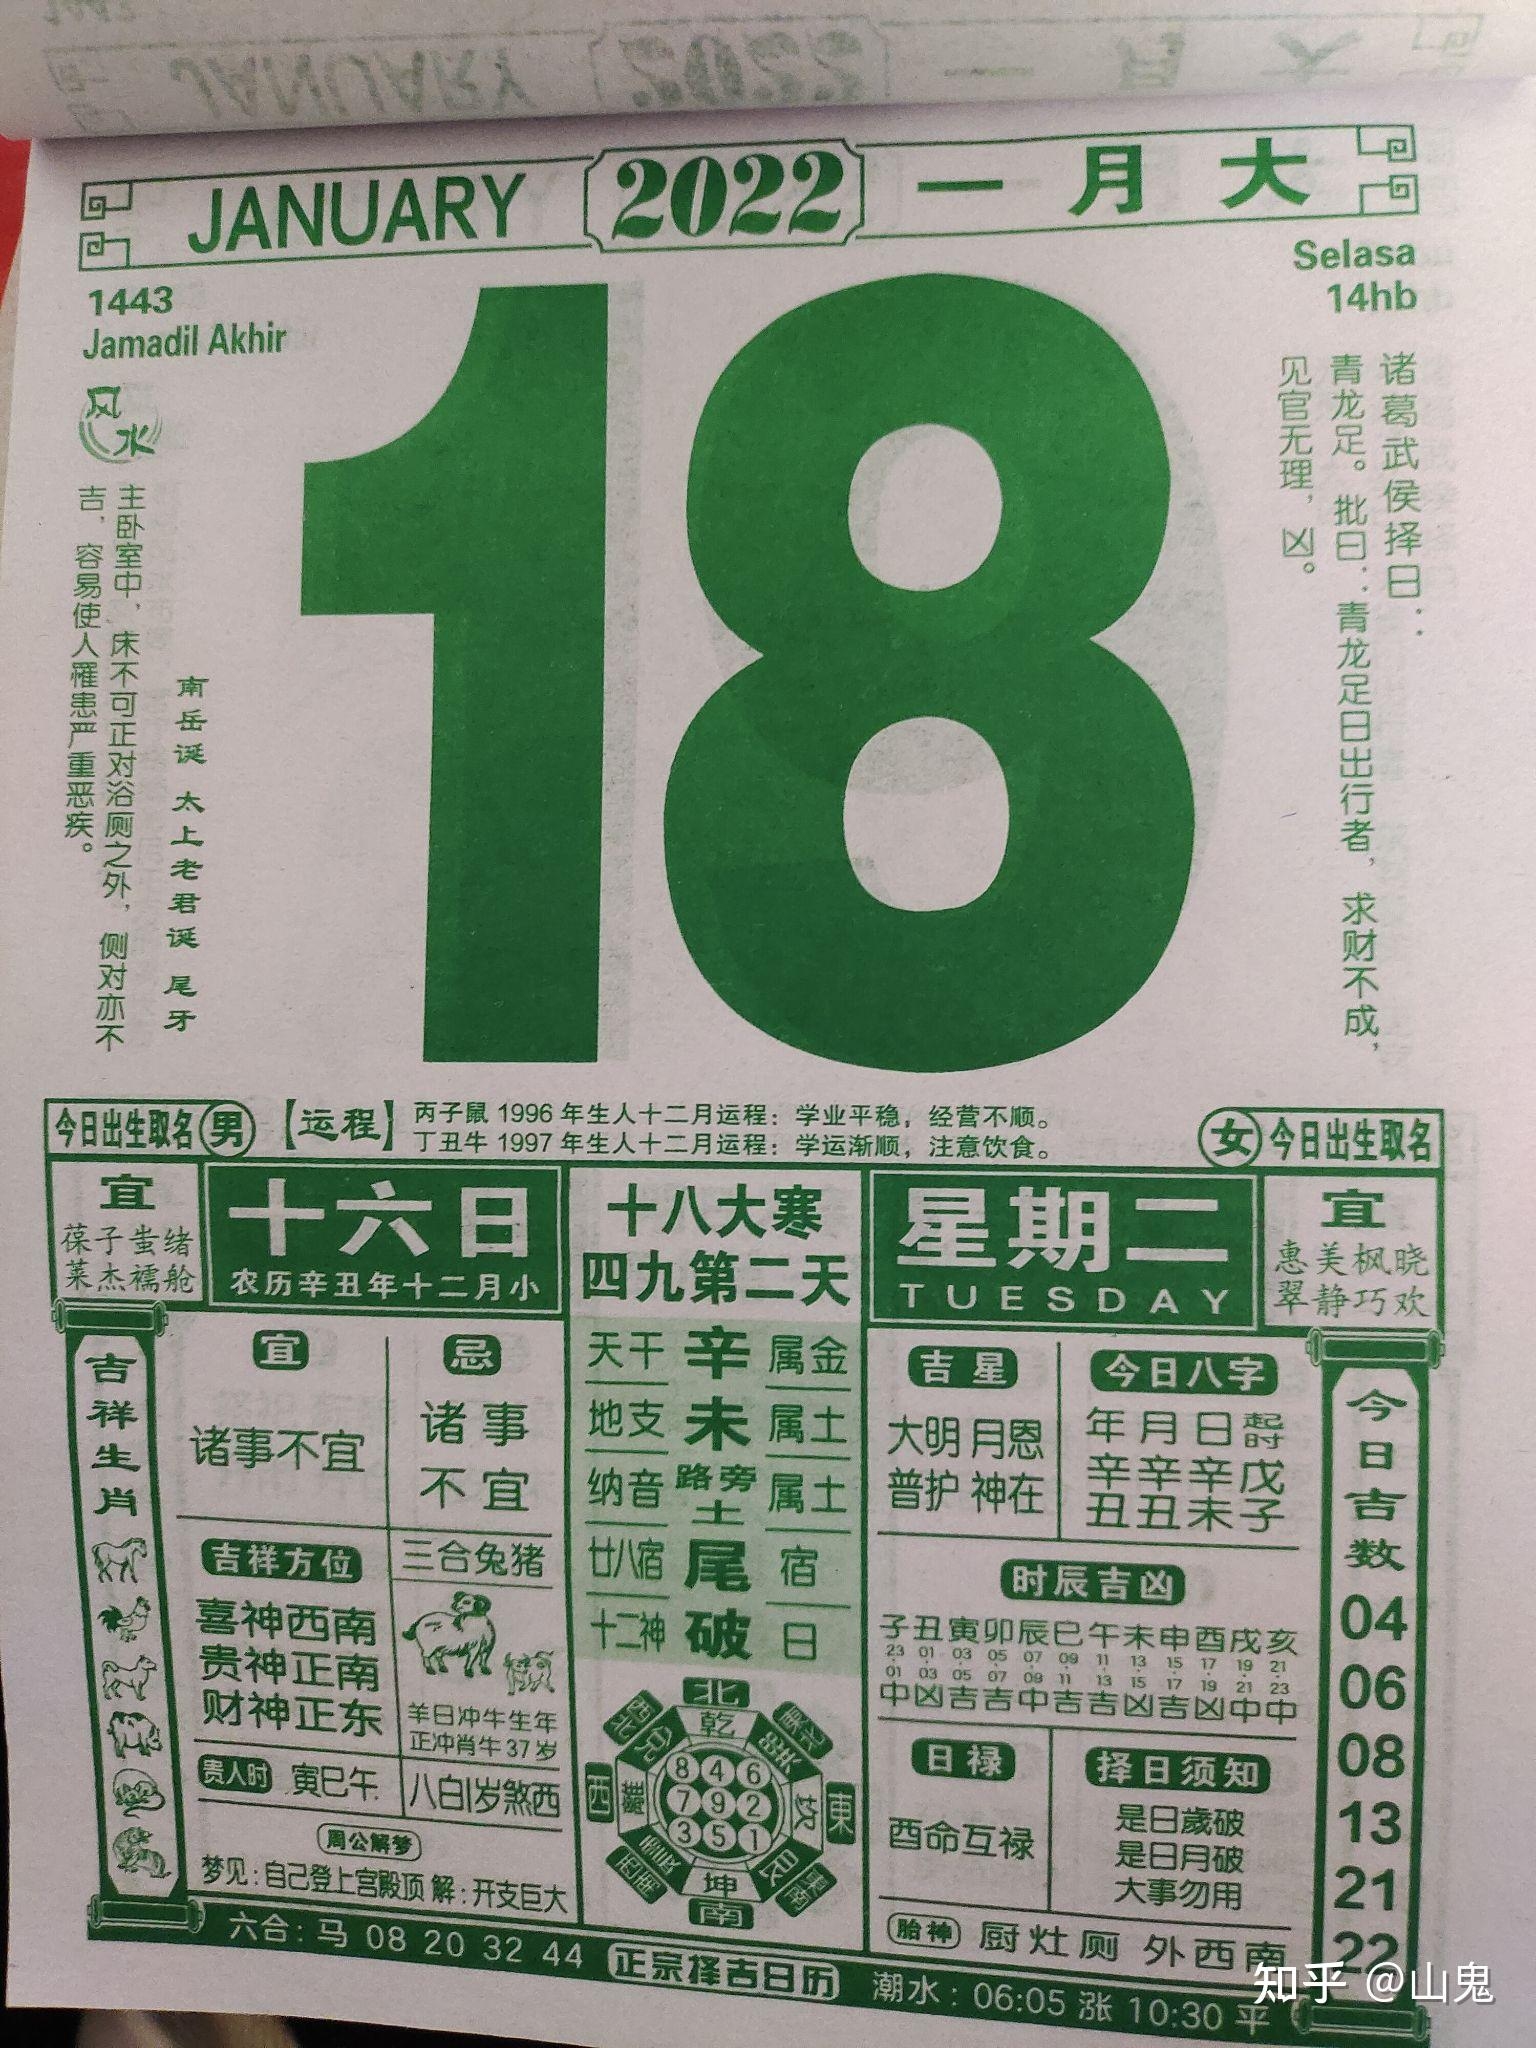 JANUARY 2022 一月大
1443
Jamadil Akhir
Selasa
14hb
风水
主卧室中，床不可正对浴厕之外，侧对亦不
吉，容易使人罹患严重恶疾。
南岳诞 太上老君诞 尾牙
18
诸葛武侯择日：
青龙足。批曰：青龙足日出行者，求财不成，
见官无理，凶。
今日出生取名 男
【运程】
丙子鼠 1996 年生人十二月运程：学业平稳，经营不顺。
丁丑牛 1997 年生人十二月运程：学运渐顺，注意饮食。
女 今日出生取名
宜
葆子蚩绪
莱杰襦舱
十六日
农历辛丑年十二月小
十八大寒
四九第二天
星期二
TUESDAY
宜
惠美枫晓
翠静巧欢
吉祥生肖
宜
诸事不宜
忌
诸事
不宜
吉祥方位
喜神西南
贵神正南
财神正东
三合兔猪
羊日冲牛生年
正冲肖牛 37 岁
贵人时 寅巳午
八白|岁煞西
周公解梦
梦见：自己登上宫殿顶 解：开支巨大
天干 辛 属金
地支 未 属土
纳音 路旁土 属土
廿八宿 尾 宿
十二神 破 日
北
乾
兑
西
離
坎
東
艮
坤
南
8 4 6
7 9 2
3 5 1
吉星
大明 月恩
普护 神在
今日八字
年 月 日 起时
辛 辛 辛 戊
丑 丑 未 子
时辰吉凶
子 丑 寅 卯 辰 巳 午 未 申 酉 戌 亥
23 01 03 05 07 09 11 13 15 17 19 21
01 03 05 07 09 11 13 15 17 19 21 23
中 凶 吉 吉 中 吉 吉 凶 吉 凶 中 中
日禄
酉命互禄
择日须知
是日歲破
是日月破
大事勿用
胎神 厨灶厕 外西南
今日吉数
04
06
08
13
21
22
六合：马 08 20 32 44
正宗择吉日历
潮水：06:05 涨 10:30 平
知乎 @山鬼